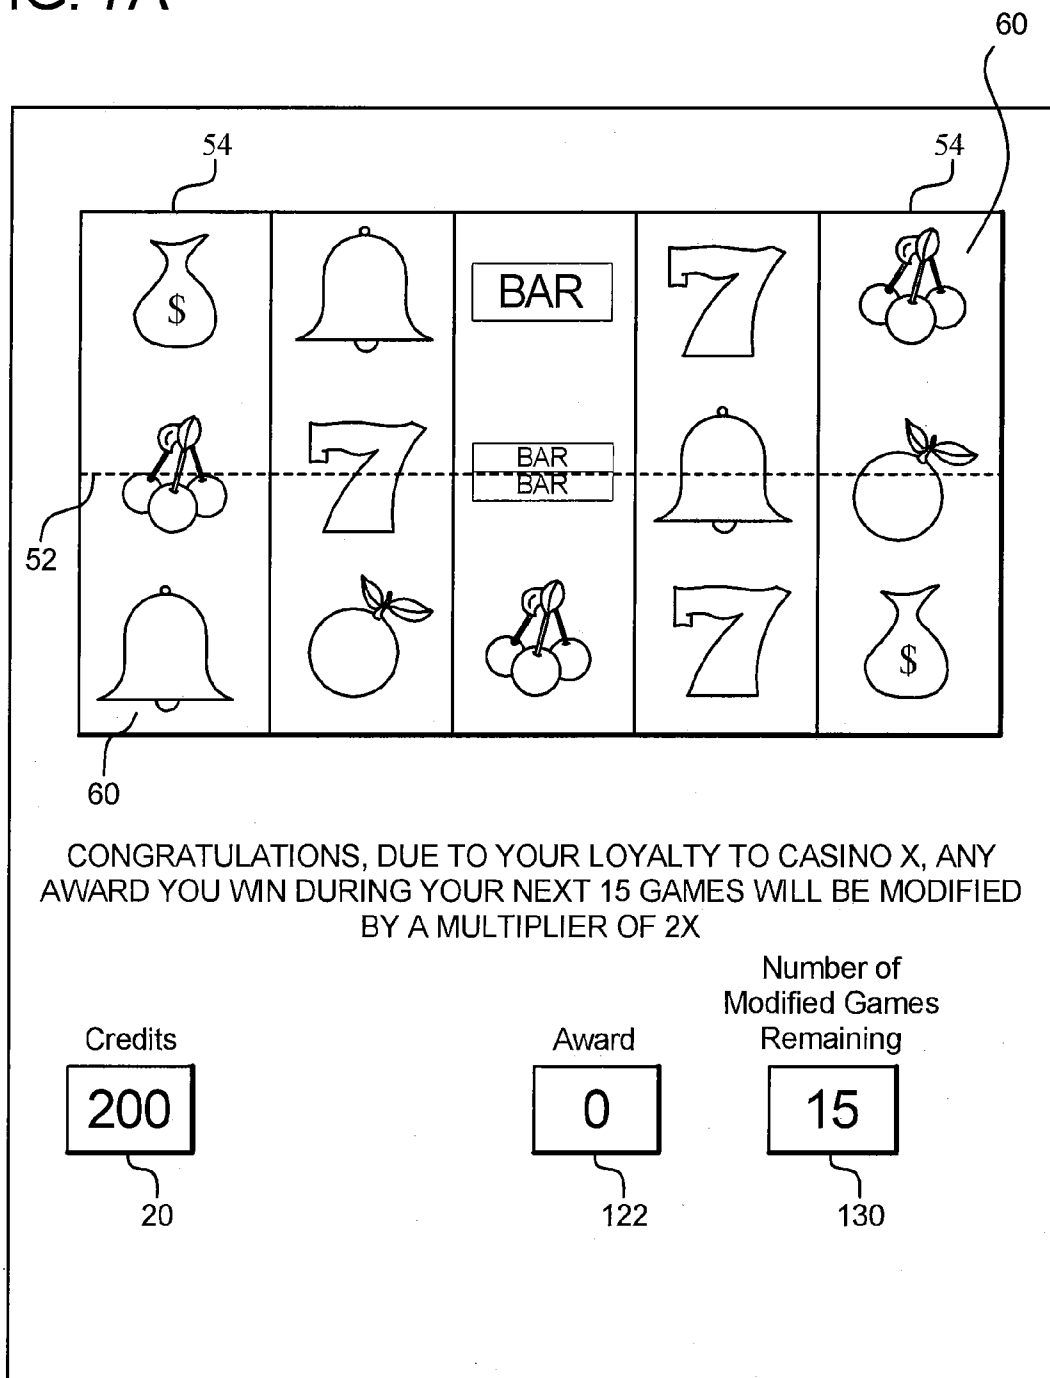 60
54
54
$
BAR
BAR
BAR
52
$
60
CONGRATULATIONS, DUE TO YOUR LOYALTY TO CASINO X, ANY
AWARD YOU WIN DURING YOUR NEXT 15 GAMES WILL BE MODIFIED
BY A MULTIPLIER OF 2X
Number of
Modified Games
Remaining
Credits
Award
200
0
15
20
122
130